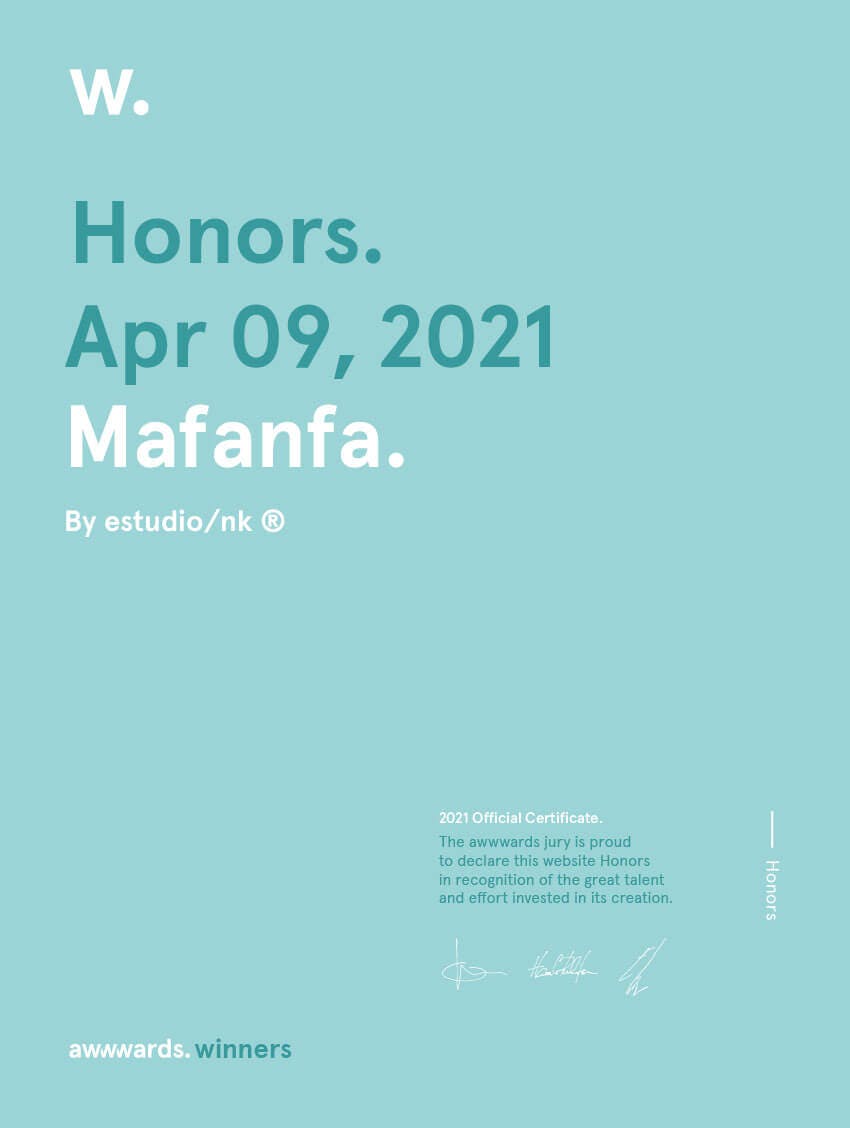 w.
Honors.
Apr 09, 2021
Mafanfa.
By estudio/nk ®
2021 Official Certificate.
The awwwards jury is proud
to declare this website Honors
in recognition of the great talent
and effort invested in its creation.
Honors
awwwards. winners